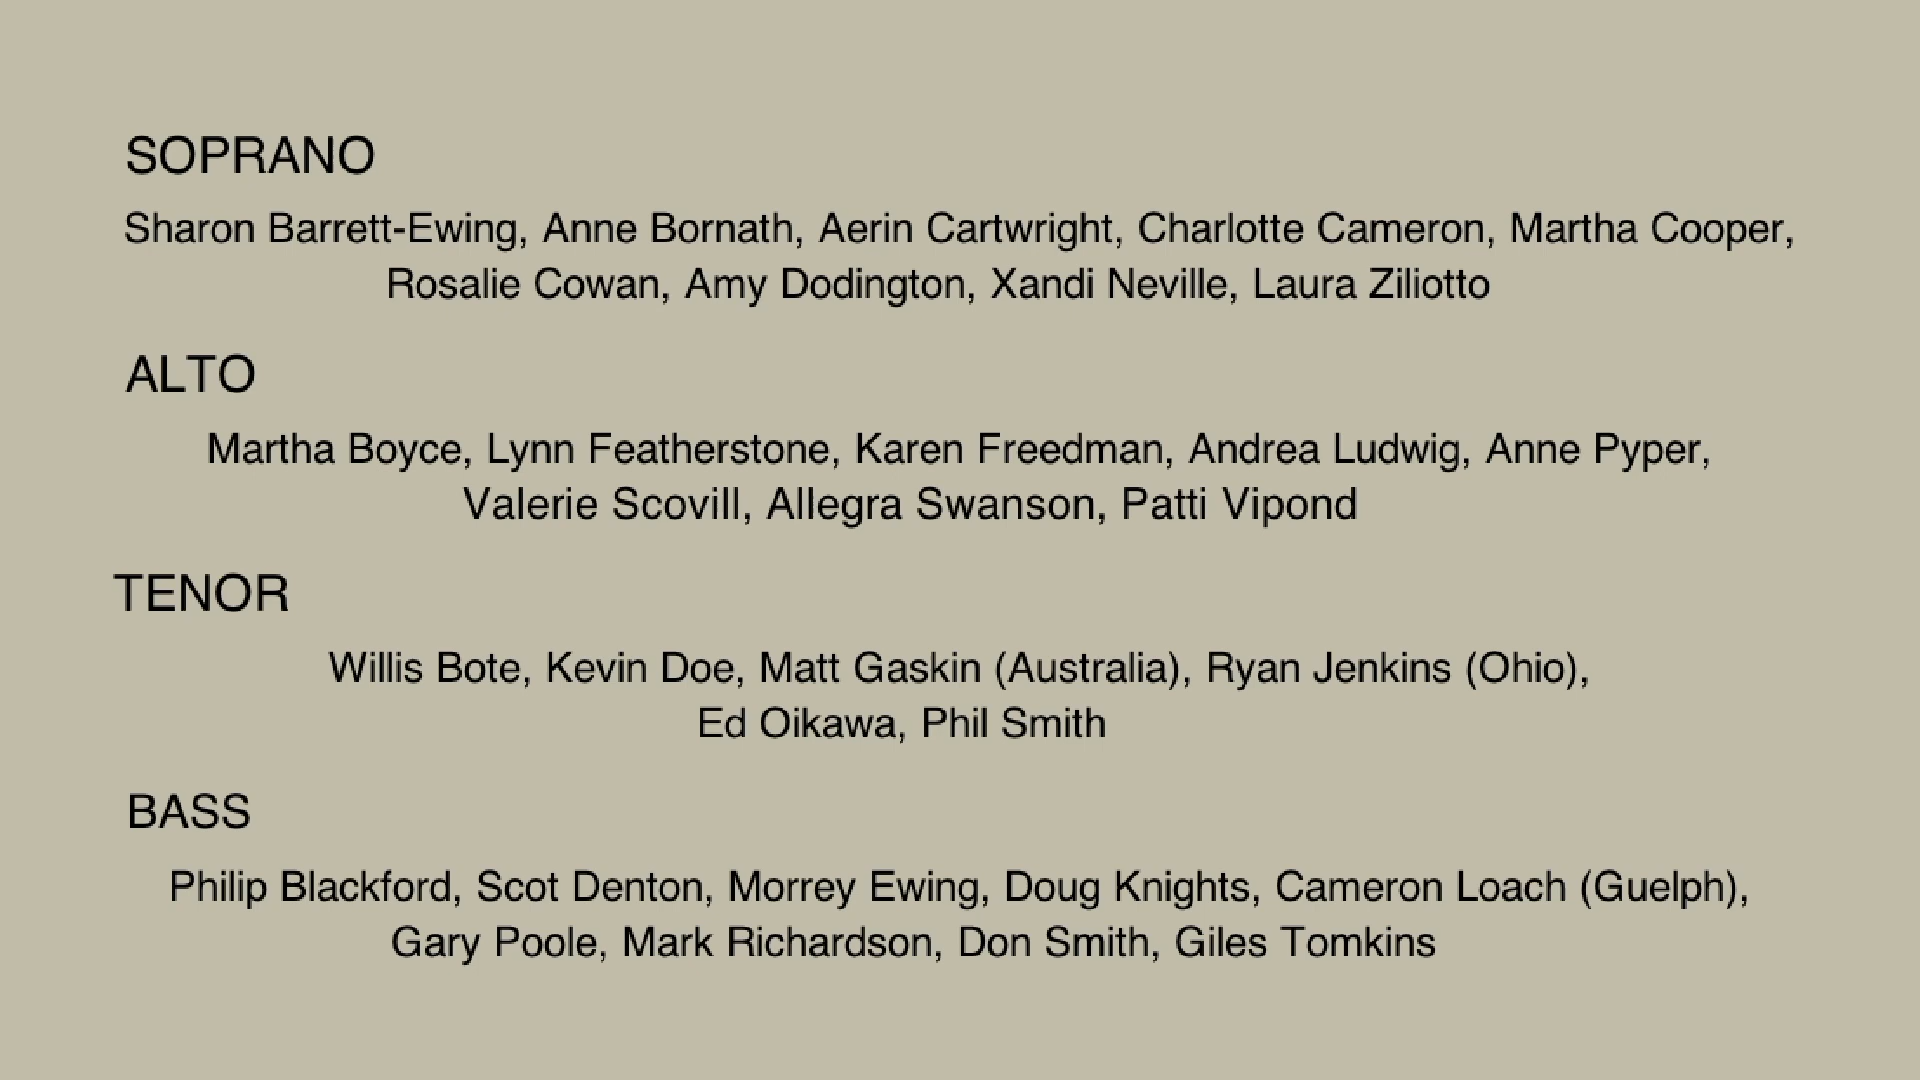 SOPRANO
Sharon Barrett-Ewing, Anne Bornath, Aerin Cartwright, Charlotte Cameron, Martha Cooper,
Rosalie Cowan, Amy Dodington, Xandi Neville, Laura Ziliotto
ALTO
Martha Boyce, Lynn Featherstone, Karen Freedman, Andrea Ludwig, Anne Pyper,
Valerie Scovill, Allegra Swanson, Patti Vipond
TENOR
Willis Bote, Kevin Doe, Matt Gaskin (Australia), Ryan Jenkins (Ohio),
Ed Oikawa, Phil Smith
BASS
Philip Blackford, Scot Denton, Morrey Ewing, Doug Knights, Cameron Loach (Guelph),
Gary Poole, Mark Richardson, Don Smith, Giles Tomkins